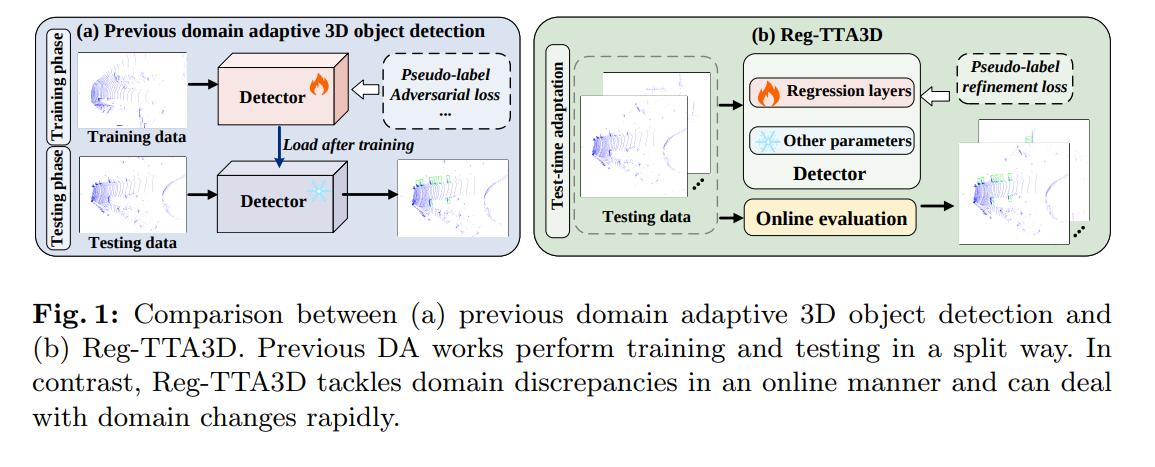 (a) Previous domain adaptive 3D object detection
Training phase
Training data
Detector
Pseudo-label
Adversarial loss
...
Load after training
Testing phase
Testing data
Detector
(b) Reg-TTA3D
Test-time adaptation
Testing data
Regression layers
Other parameters
Detector
Pseudo-label
refinement loss
Online evaluation
Fig. 1: Comparison between (a) previous domain adaptive 3D object detection and
(b) Reg-TTA3D. Previous DA works perform training and testing in a split way. In
contrast, Reg-TTA3D tackles domain discrepancies in an online manner and can deal
with domain changes rapidly.